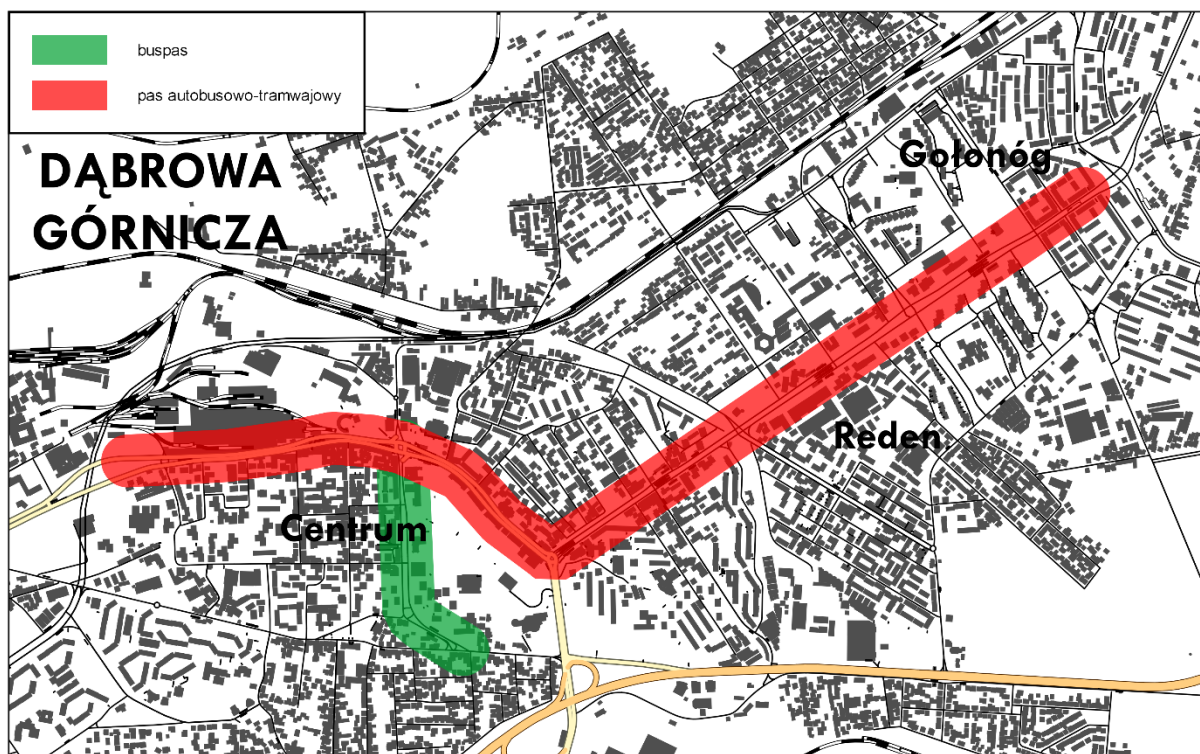 buspas
pas autobusowo-tramwajowy
DĄBROWA
GÓRNICZA
Gołonóg
Reden
Centrum